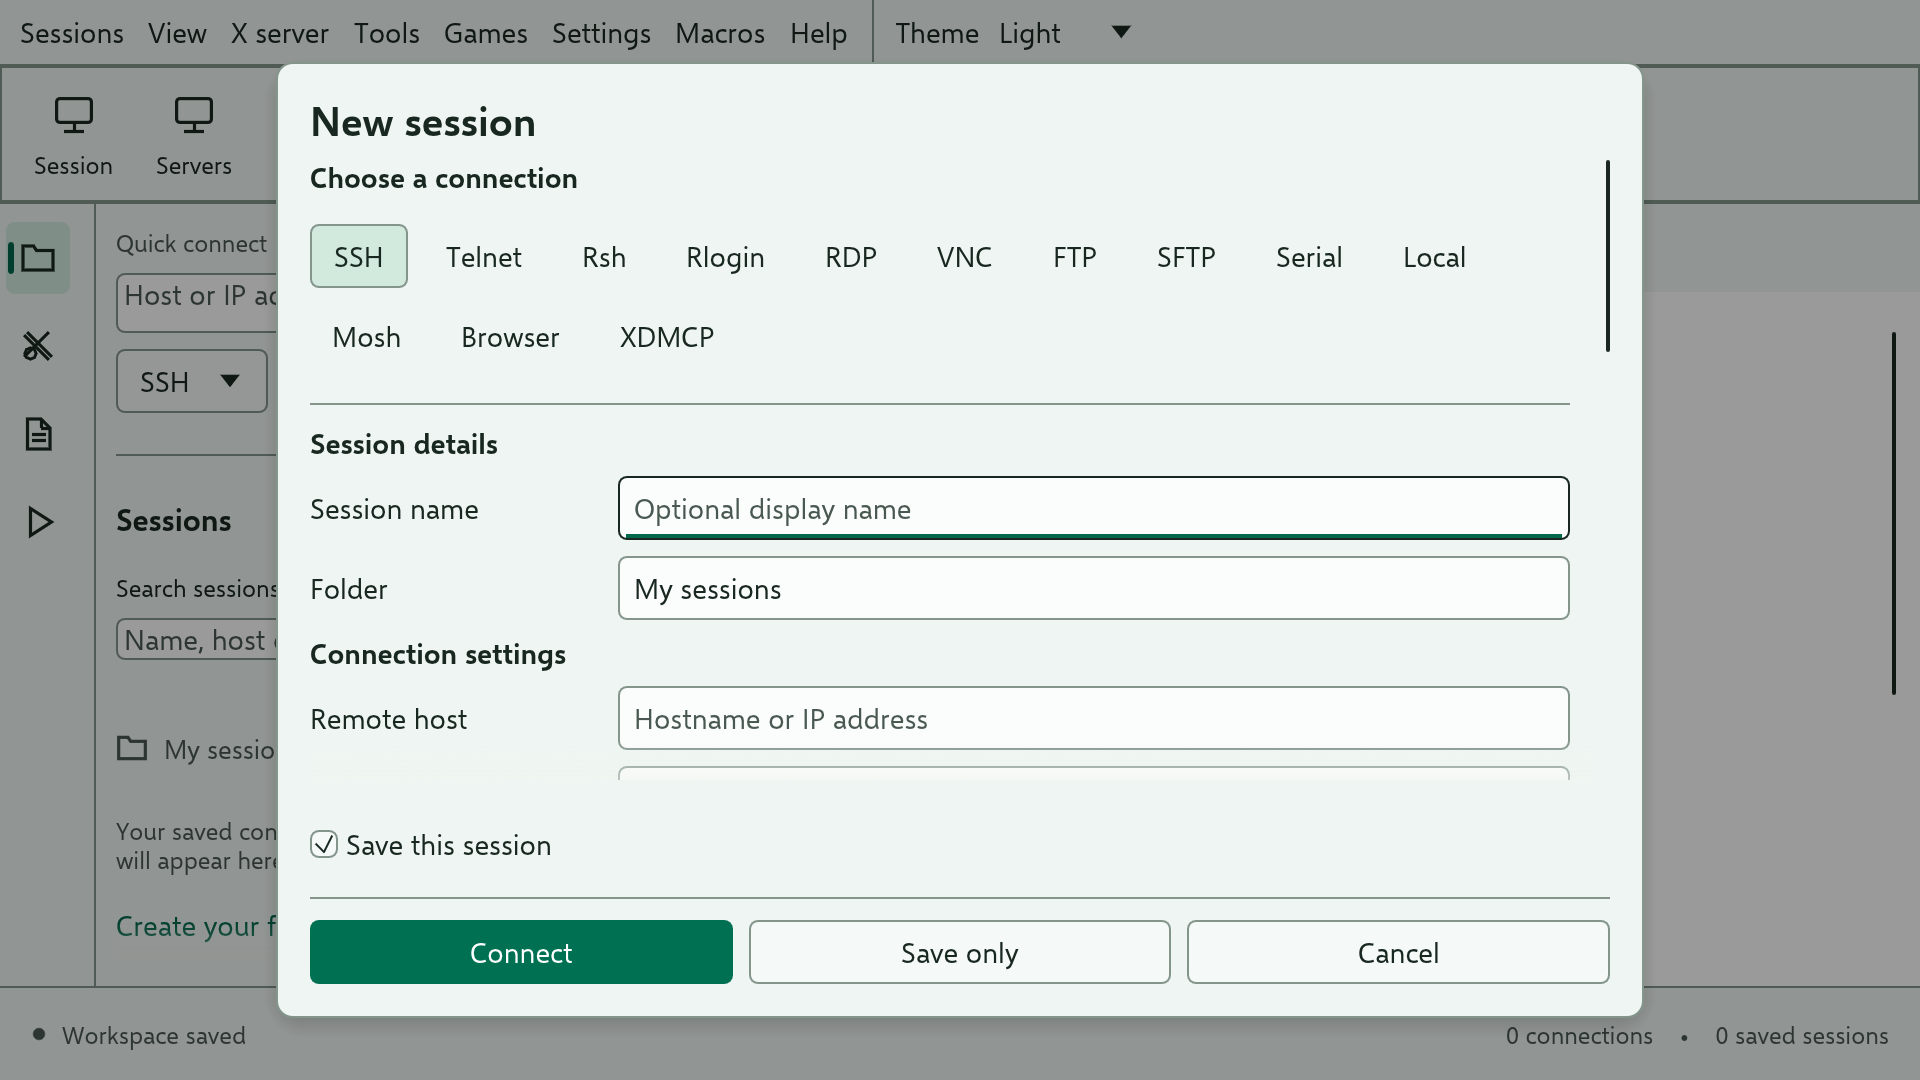 Sessions View X server Tools Games Settings Macros Help Theme Light
Session Servers
Quick connect
Host or IP
SSH
Sessions
Search sessions
Name, host
My
Your saved
will appear here
Create your
New session
Choose a connection
SSH Telnet Rsh Rlogin RDP VNC FTP SFTP Serial Local
Mosh Browser XDMCP
Session details
Session name Optional display name
Folder My sessions
Connection settings
Remote host Hostname or IP address
Save this session
Connect Save only Cancel
Workspace saved 0 connections • 0 saved sessions